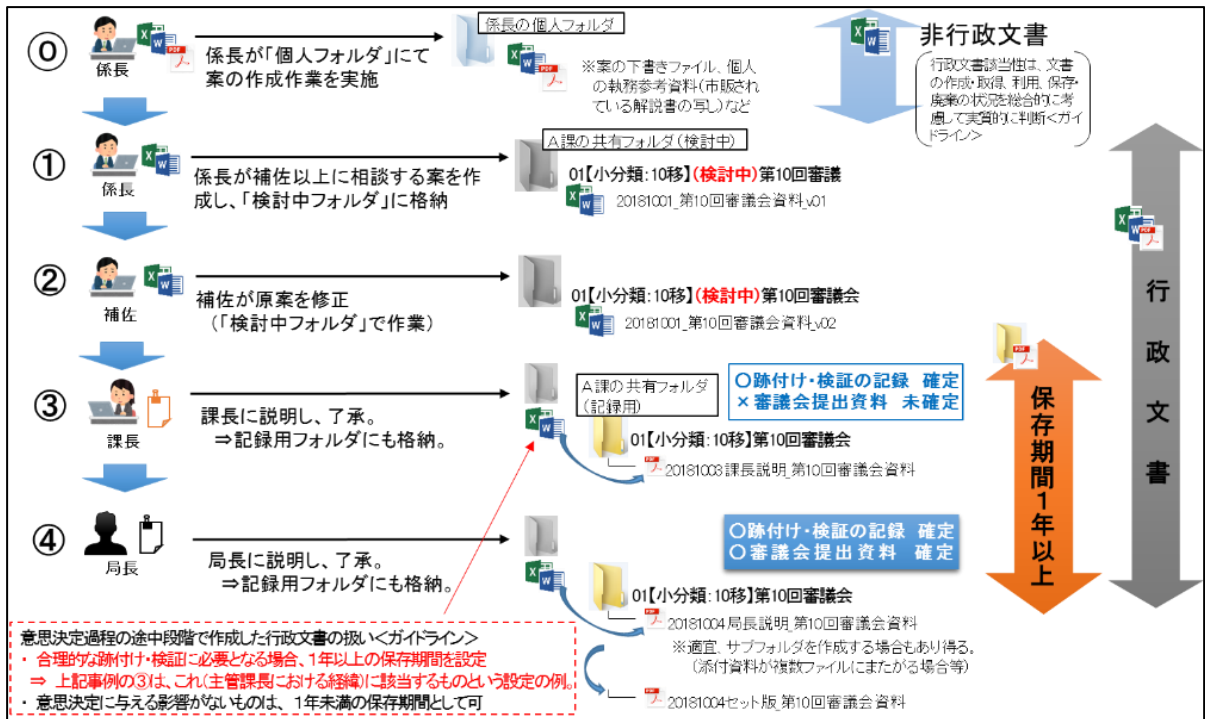 ⓪
係長
係長が「個人フォルダ」にて
案の作成作業を実施
係長の個人フォルダ
※案の下書きファイル、個人
の執務参考資料(市販され
ている解説書の写し)など
非行政文書
行政文書該当性は、文書
の作成・取得、利用、保存・
廃棄の状況を総合的に考
慮して実質的に判断<ガイ
ドライン>
①
係長
係長が補佐以上に相談する案を作
成し、「検討中フォルダ」に格納
A課の共有フォルダ(検討中)
01【小分類:10移】(検討中)第10回審議
20181001_第10回審議会資料_v01
②
補佐
補佐が原案を修正
(「検討中フォルダ」で作業)
01【小分類:10移】(検討中)第10回審議会
20181001_第10回審議会資料_v02
③
課長
課長に説明し、了承。
⇒記録用フォルダにも格納。
A課の共有フォルダ
(記録用)
〇跡付け・検証の記録 確定
×審議会提出資料 未確定
01【小分類:10移】第10回審議会
20181003課長説明_第10回審議会資料
④
局長
局長に説明し、了承。
⇒記録用フォルダにも格納。
〇跡付け・検証の記録 確定
〇審議会提出資料 確定
01【小分類:10移】第10回審議会
20181004局長説明_第10回審議会資料
※適宜、サブフォルダを作成する場合もあり得る。
(添付資料が複数ファイルにまたがる場合等)
20181004セット版_第10回審議会資料
保存期間1年以上
行政文書
意思決定過程の途中段階で作成した行政文書の扱い<ガイドライン>
・ 合理的な跡付け・検証に必要となる場合、1年以上の保存期間を設定
⇒ 上記事例の③は、これ(主管課長における経緯)に該当するものという設定の例。
・ 意思決定に与える影響がないものは、1年未満の保存期間として可